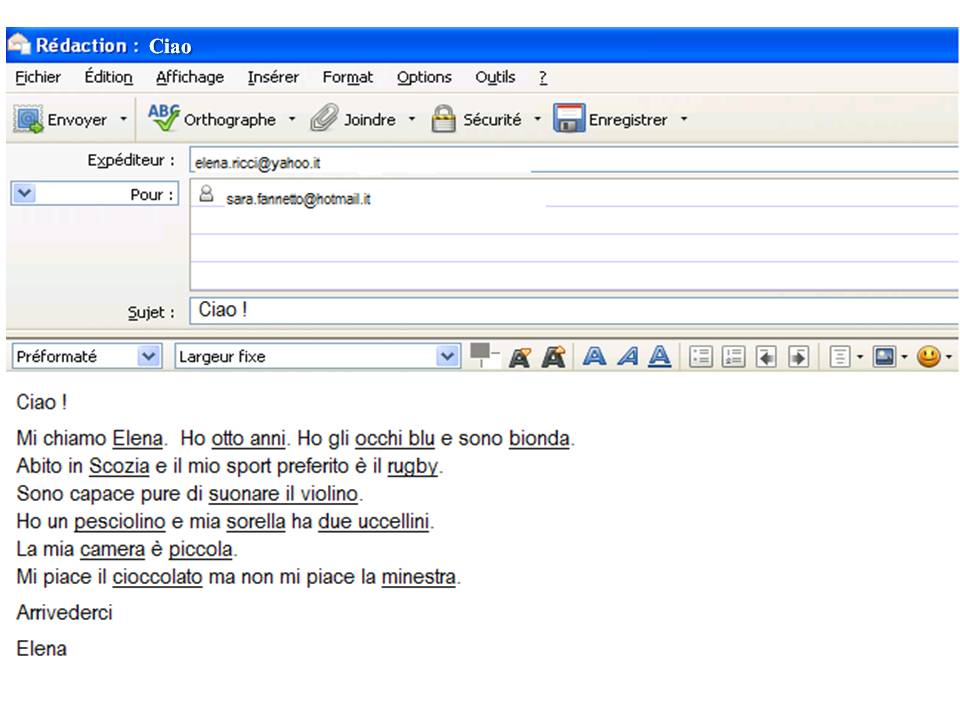 Rédaction : Ciao
Fichier Édition Affichage Insérer Format Options Outils ?
Envoyer ABC Orthographe Joindre Sécurité Enregistrer
Expéditeur : elena.ricci@yahoo.it
Pour : sara.fannetto@hotmail.it
Sujet : Ciao !
Préformaté Largeur fixe
Ciao !
Mi chiamo Elena. Ho otto anni. Ho gli occhi blu e sono bionda.
Abito in Scozia e il mio sport preferito è il rugby.
Sono capace pure di suonare il violino.
Ho un pesciolino e mia sorella ha due uccellini.
La mia camera è piccola.
Mi piace il cioccolato ma non mi piace la minestra.
Arrivederci
Elena